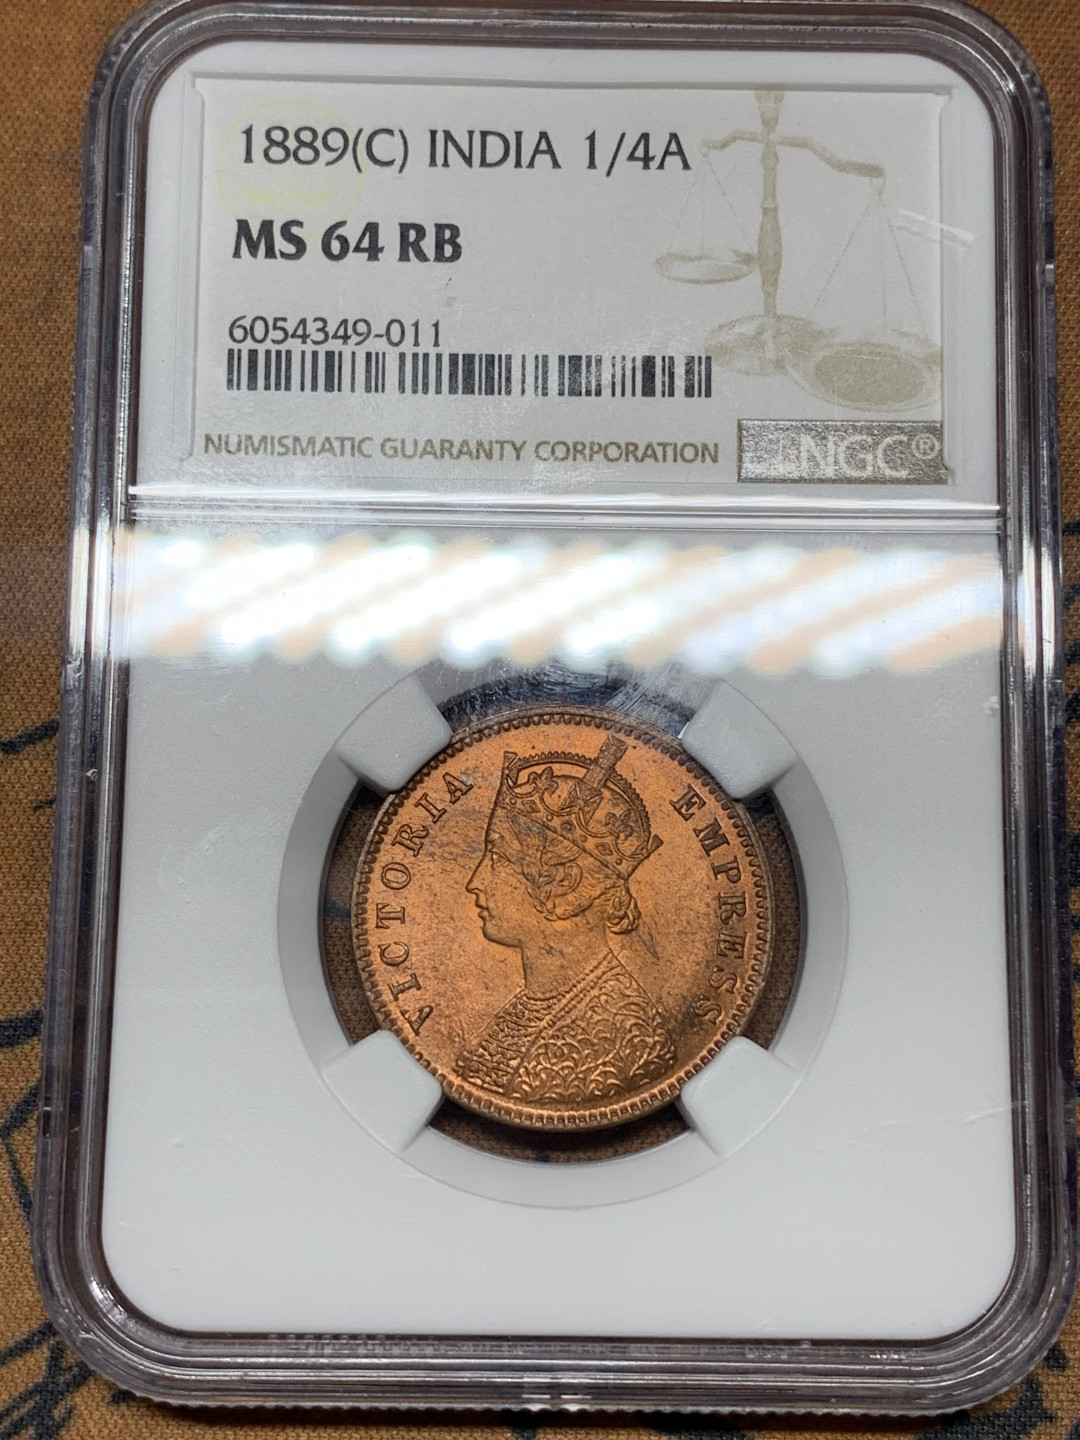 1889(C) INDIA 1/4A
MS 64 RB
6054349-011
NUMISMATIC GUARANTY CORPORATION
NGC®
VICTORIA EMPRESS